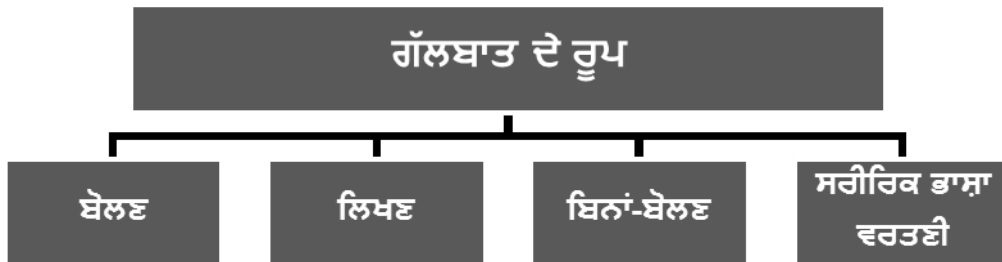 ਗੱਲਬਾਤ ਦੇ ਰੂਪ
ਬੋਲਣ
ਲਿਖਣ
ਬਿਨਾਂ-ਬੋਲਣ
ਸਰੀਰਿਕ ਭਾਸ਼ਾ
ਵਰਤਣੀ